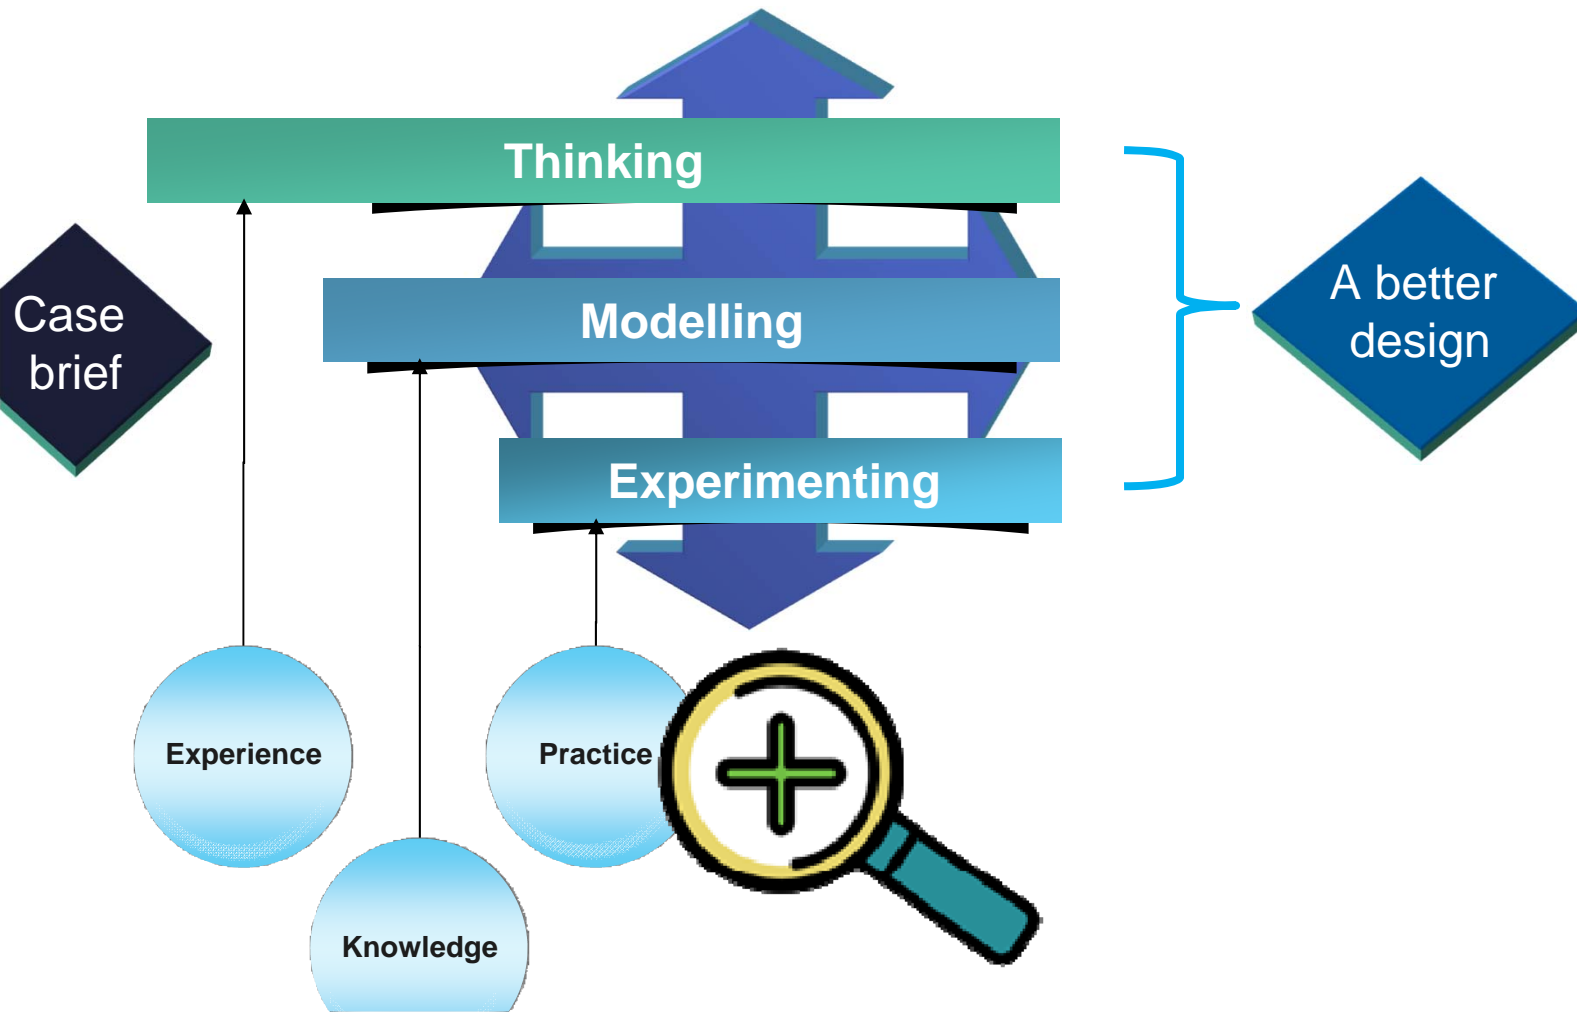 Thinking
Case
brief
Modelling
A better
design
Experimenting
Experience
Practice
Knowledge